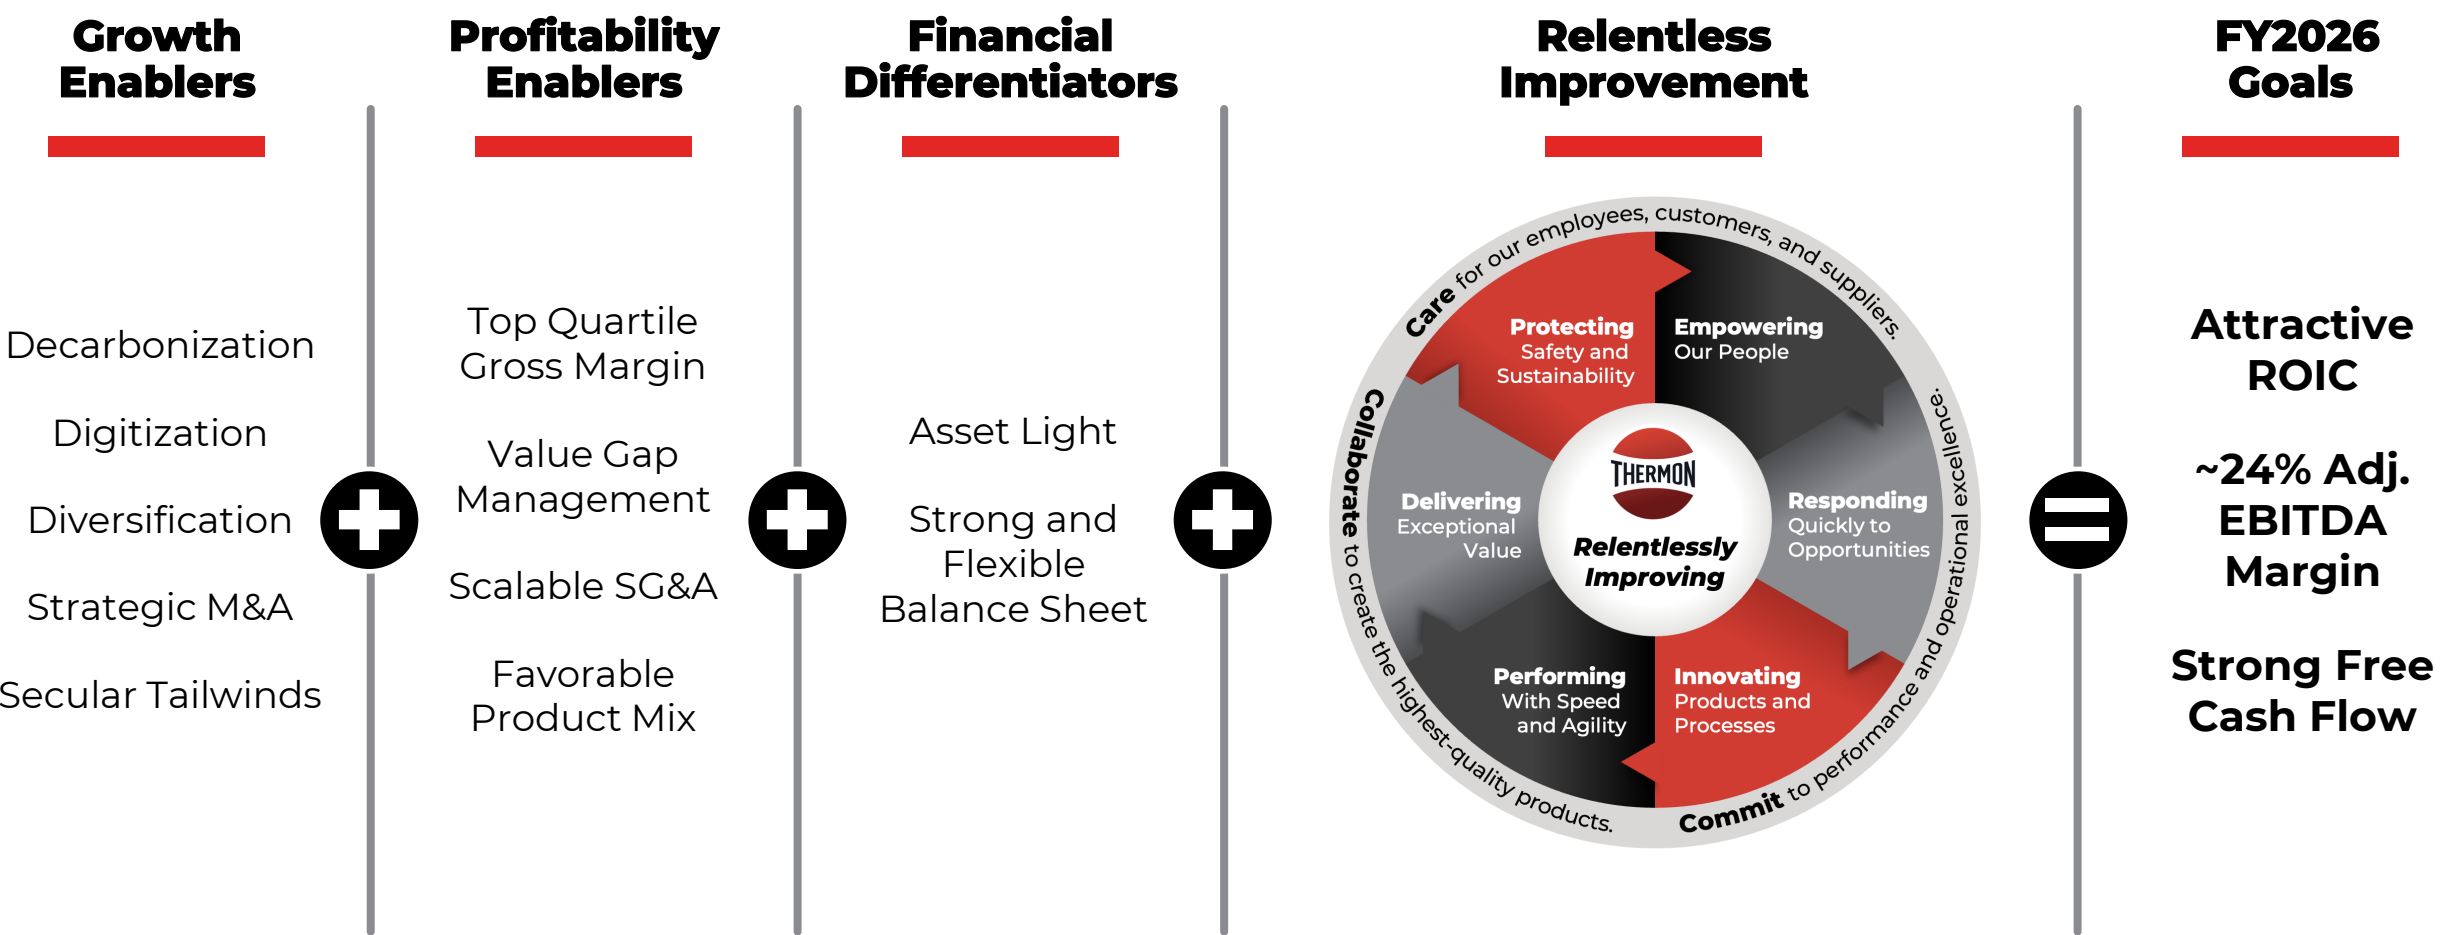 Growth
Enablers
Decarbonization
Digitization
Diversification
Strategic M&A
Secular Tailwinds
Profitability
Enablers
Top Quartile
Gross Margin
Value Gap
Management
Scalable SG&A
Favorable
Product Mix
Financial
Differentiators
Asset Light
Strong and
Flexible
Balance Sheet
Relentless
Improvement
Care for our employees, customers, and suppliers.
Commit to performance and operational excellence.
Collaborate to create the highest-quality products.
Protecting
Safety and
Sustainability
Empowering
Our People
Responding
Quickly to
Opportunities
Innovating
Products and
Processes
Performing
With Speed
and Agility
Delivering
Exceptional
Value
THERMON
Relentlessly
Improving
FY2026
Goals
Attractive
ROIC
~24% Adj.
EBITDA
Margin
Strong Free
Cash Flow